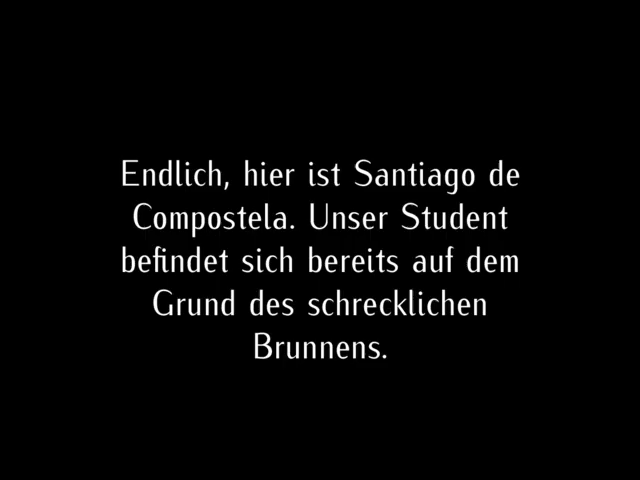 Endlich, hier ist Santiago de
Compostela. Unser Student
befindet sich bereits auf dem
Grund des schrecklichen
Brunnens.